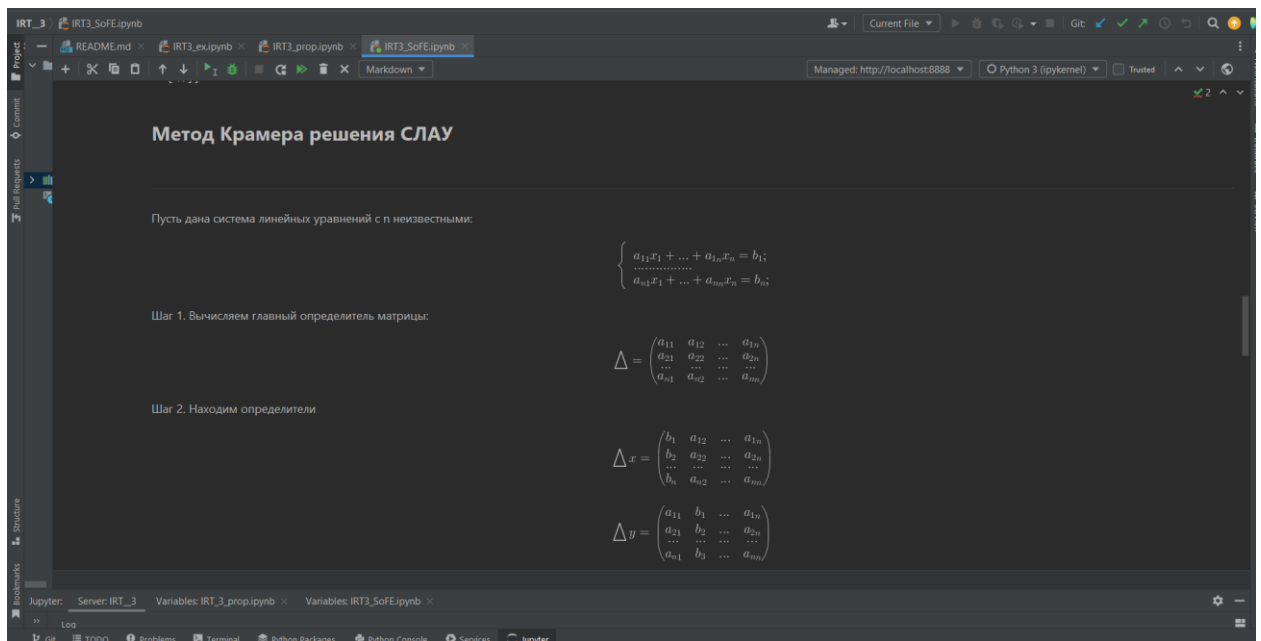 IRT_3 > IRT3_SoFE.ipynb Current File Git:
README.md IRT3_ex.ipynb IRT3_prop.ipynb IRT3_SoFE.ipynb
Markdown Managed: http://localhost:8888 Python 3 (ipykernel) Trusted
2
Project
Commit
Pull Requests
Метод Крамера решения СЛАУ
Пусть дана система линейных уравнений с n неизвестными:
a11x1 + ... + a1nxn = b1;
................
an1x1 + ... + annxn = bn;
Шаг 1. Вычисляем главный определитель матрицы:
△ = ( a11 a12 ... a1n
a21 a22 ... a2n
... ... ... ...
an1 an2 ... ann )
Шаг 2. Находим определители
△ x = ( b1 a12 ... a1n
b2 a22 ... a2n
... ... ... ...
bn an2 ... ann )
△ y = ( a11 b1 ... a1n
a21 b2 ... a2n
... ... ... ...
an1 b3 ... ann )
Structure
Bookmarks
Jupyter: Server: IRT_3 Variables: IRT_3_prop.ipynb Variables: IRT3_SoFE.ipynb
Log
Git TODO Problems Terminal Python Packages Python Console Services Jupyter